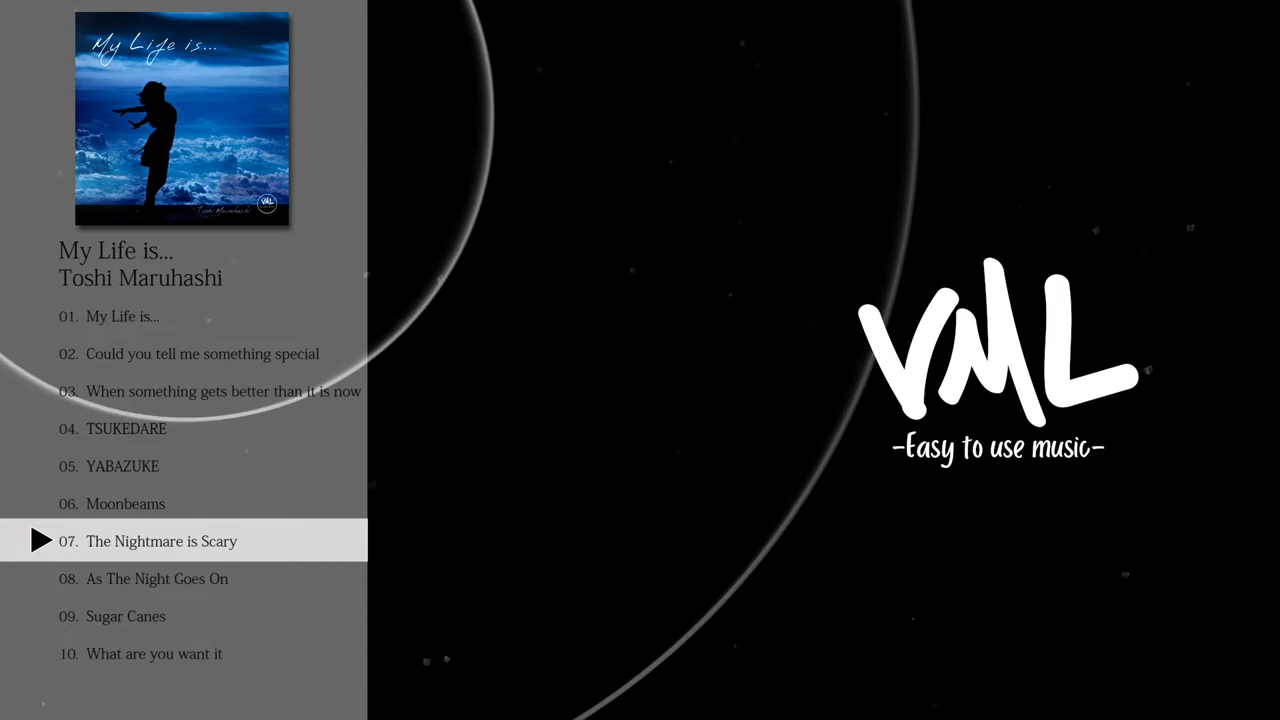 My Life is...
Toshi Maruhashi
VML
My Life is...
Toshi Maruhashi
01. My Life is...
02. Could you tell me something special
03. When something gets better than it is now
04. TSUKEDARE
05. YABAZUKE
06. Moonbeams
07. The Nightmare is Scary
08. As The Night Goes On
09. Sugar Canes
10. What are you want it
VML
-Easy to use music-